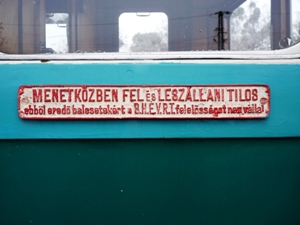 MENETKÖZBEN FEL és LESZÁLLANI TILOS
ebből eredő balesetekért a B.H.É.V.R.T. felelősséget nem vállal